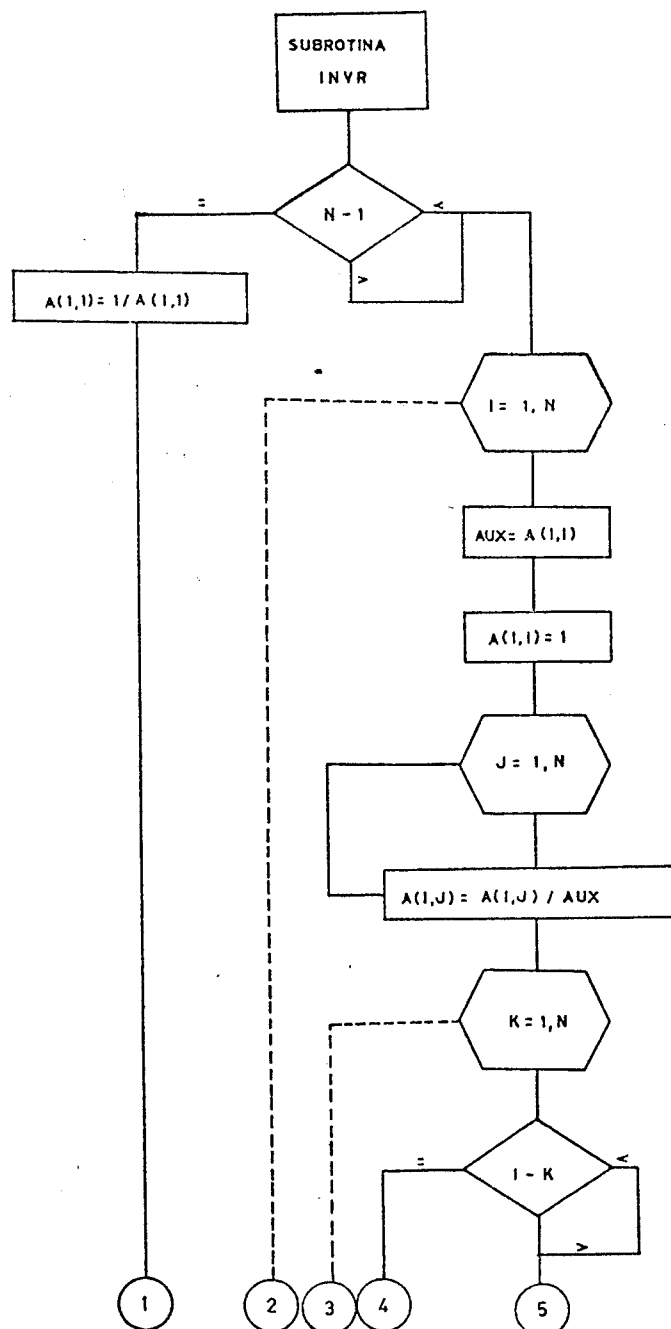 SUBROTINA
INVR
N - 1
=
<
>
A(1,1) = 1 / A(1,1)
I = 1, N
AUX = A(I,I)
A(I,I) = 1
J = 1, N
A(I,J) = A(I,J) / AUX
K = 1, N
I - K
=
<
>
1
2
3
4
5